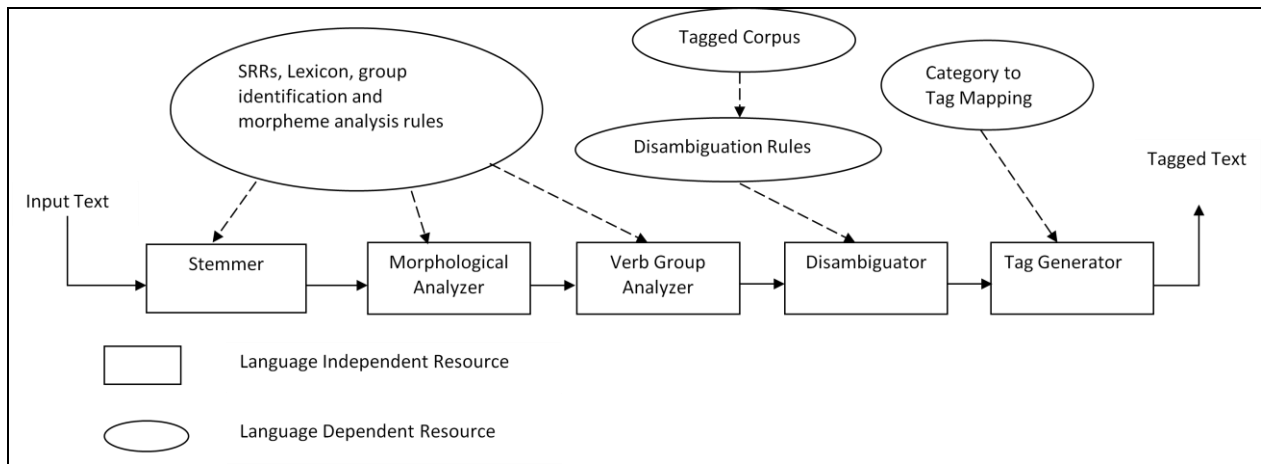 Tagged Corpus
SRRs, Lexicon, group
identification and
morpheme analysis rules
Category to
Tag Mapping
Disambiguation Rules
Tagged Text
Input Text
Stemmer
Morphological
Analyzer
Verb Group
Analyzer
Disambiguator
Tag Generator
Language Independent Resource
Language Dependent Resource